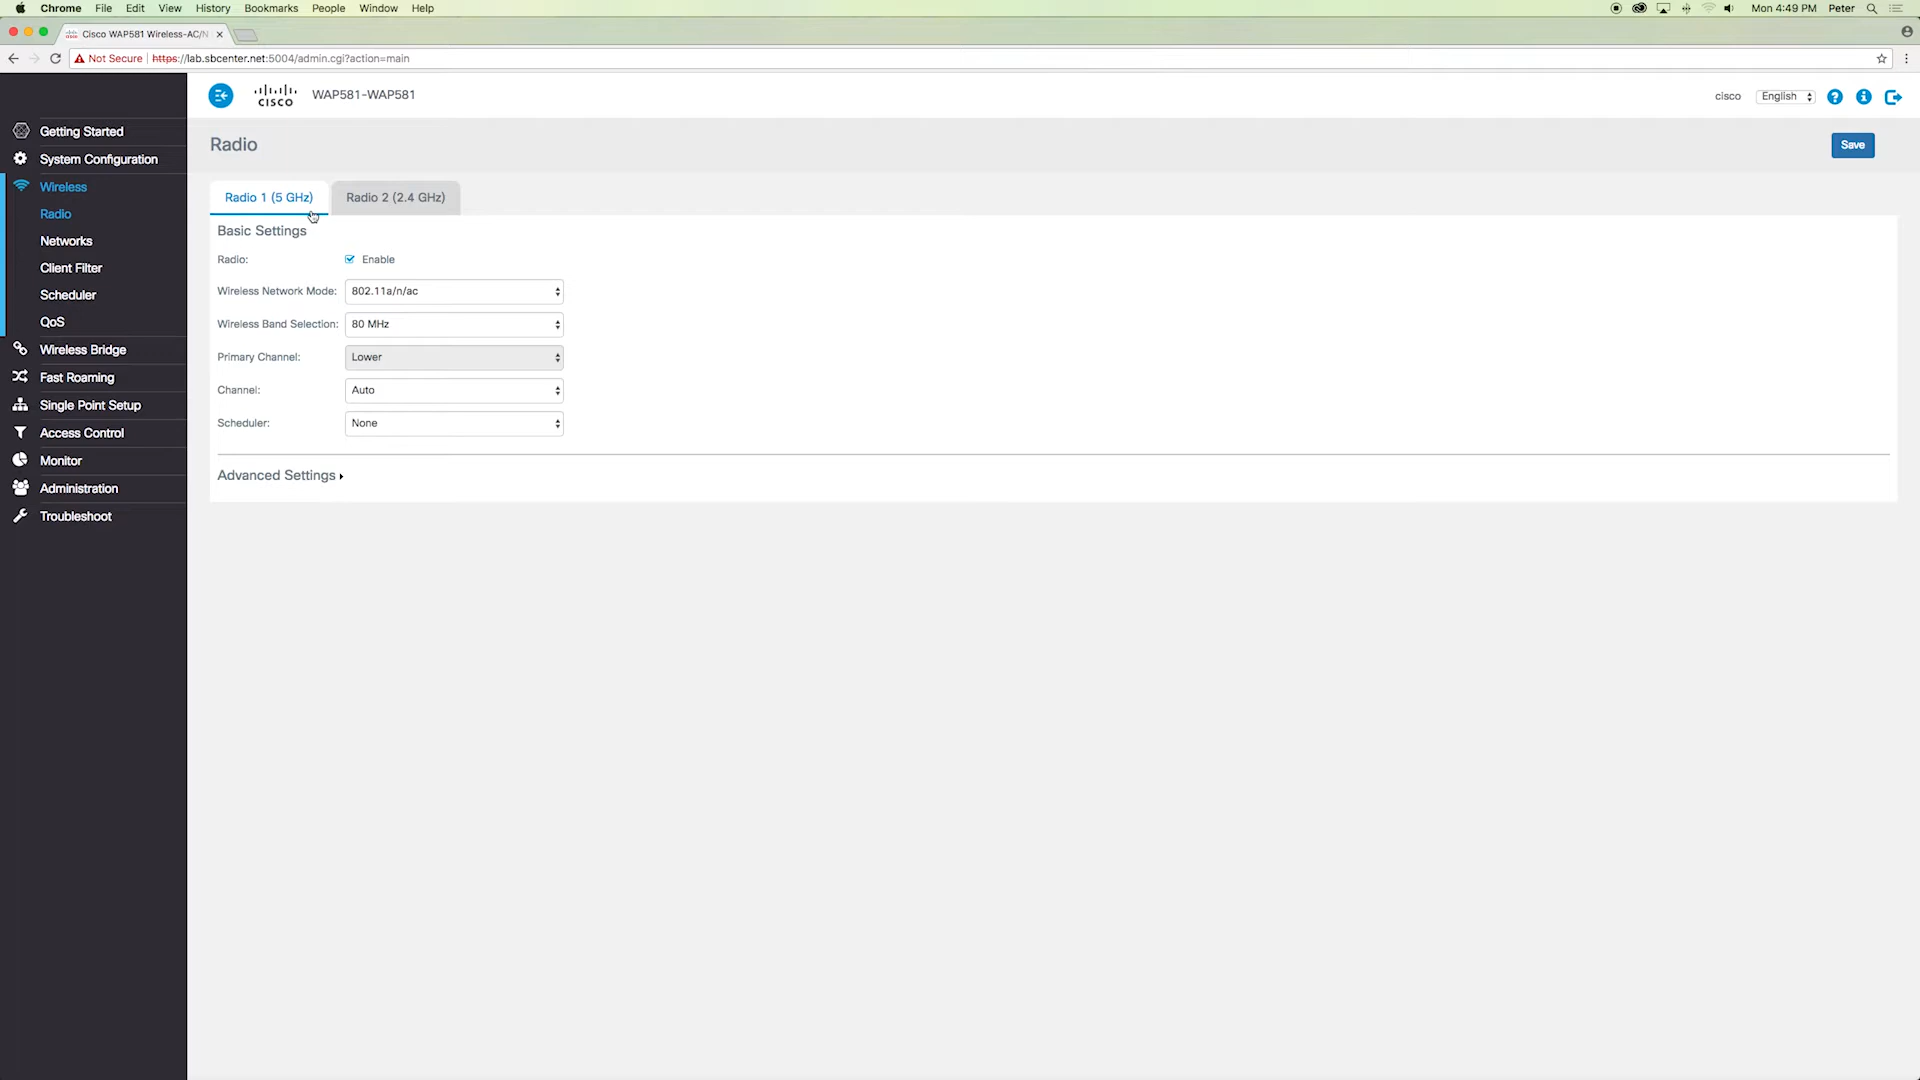 Chrome File Edit View History Bookmarks People Window Help Mon 4:49 PM Peter
Cisco WAP581 Wireless-AC/N
Not Secure https://lab.sbcenter.net:5004/admin.cgi?action=main
CISCO WAP581-WAP581 cisco English
Getting Started
System Configuration
Wireless
Radio
Networks
Client Filter
Scheduler
QoS
Wireless Bridge
Fast Roaming
Single Point Setup
Access Control
Monitor
Administration
Troubleshoot
Radio Save
Radio 1 (5 GHz) Radio 2 (2.4 GHz)
Basic Settings
Radio: Enable
Wireless Network Mode: 802.11a/n/ac
Wireless Band Selection: 80 MHz
Primary Channel: Lower
Channel: Auto
Scheduler: None
Advanced Settings